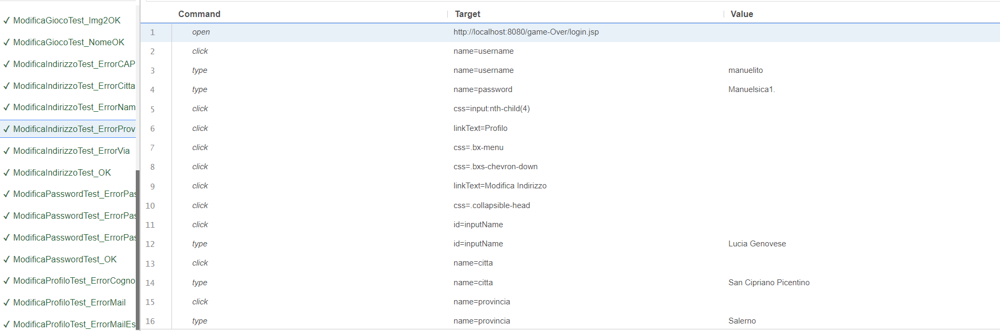 ModificaGiocoTest_Img2OK
ModificaGiocoTest_NomeOK
ModificaIndirizzoTest_ErrorCAP
ModificaIndirizzoTest_ErrorCitta
ModificaIndirizzoTest_ErrorNam
ModificaIndirizzoTest_ErrorProv
ModificaIndirizzoTest_ErrorVia
ModificaIndirizzoTest_OK
ModificaPasswordTest_ErrorPas
ModificaPasswordTest_ErrorPas
ModificaPasswordTest_ErrorPas
ModificaPasswordTest_OK
ModificaProfiloTest_ErrorCogno
ModificaProfiloTest_ErrorMail
ModificaProfiloTest_ErrorMailEs
Command Target Value
1 open http://localhost:8080/game-Over/login.jsp
2 click name=username
3 type name=username manuelito
4 type name=password Manuelsica1.
5 click css=input:nth-child(4)
6 click linkText=Profilo
7 click css=.bx-menu
8 click css=.bxs-chevron-down
9 click linkText=Modifica Indirizzo
10 click css=.collapsible-head
11 click id=inputName
12 type id=inputName Lucia Genovese
13 click name=citta
14 type name=citta San Cipriano Picentino
15 click name=provincia
16 type name=provincia Salerno